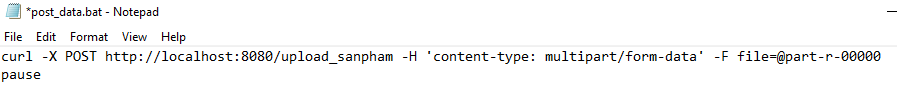 *post_data.bat - Notepad
File Edit Format View Help
curl -X POST http://localhost:8080/upload_sanpham -H 'content-type: multipart/form-data' -F file=@part-r-00000
pause